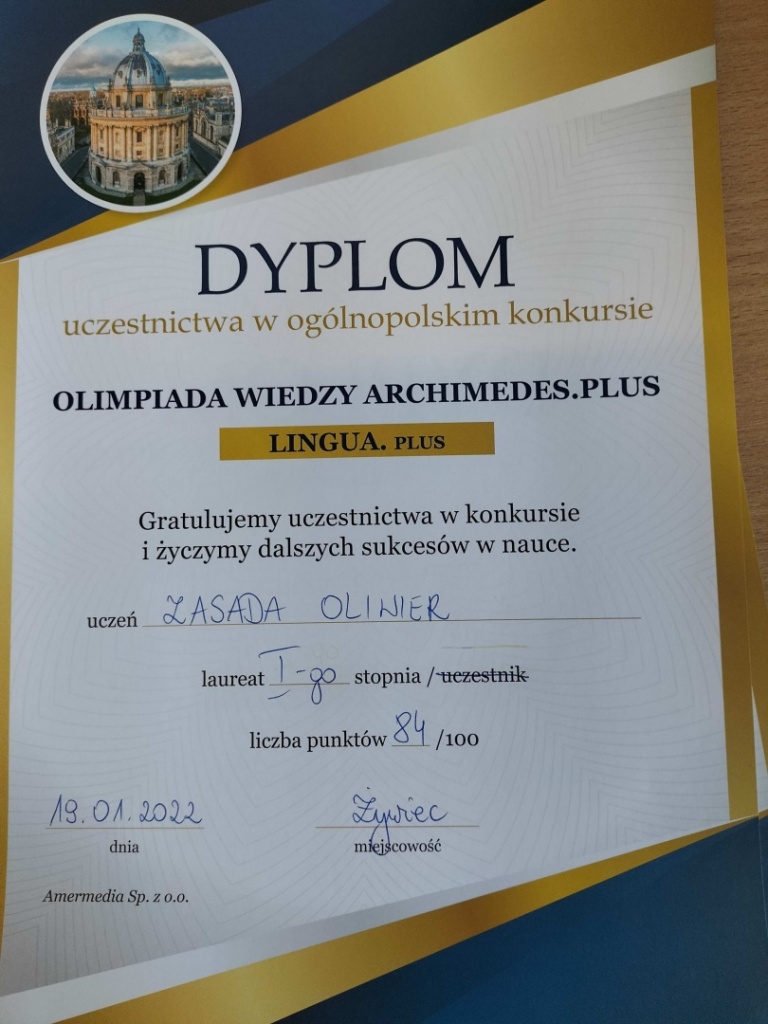 DYPLOM
uczestnictwa w ogólnopolskim konkursie
OLIMPIADA WIEDZY ARCHIMEDES.PLUS
LINGUA. PLUS
Gratulujemy uczestnictwa w konkursie
i życzymy dalszych sukcesów w nauce.
uczeń ZASADA OLIWIER
laureat I-go stopnia / uczestnik
liczba punktów 84 /100
19.01.2022 Żywiec
dnia miejscowość
Amermedia Sp. z o.o.